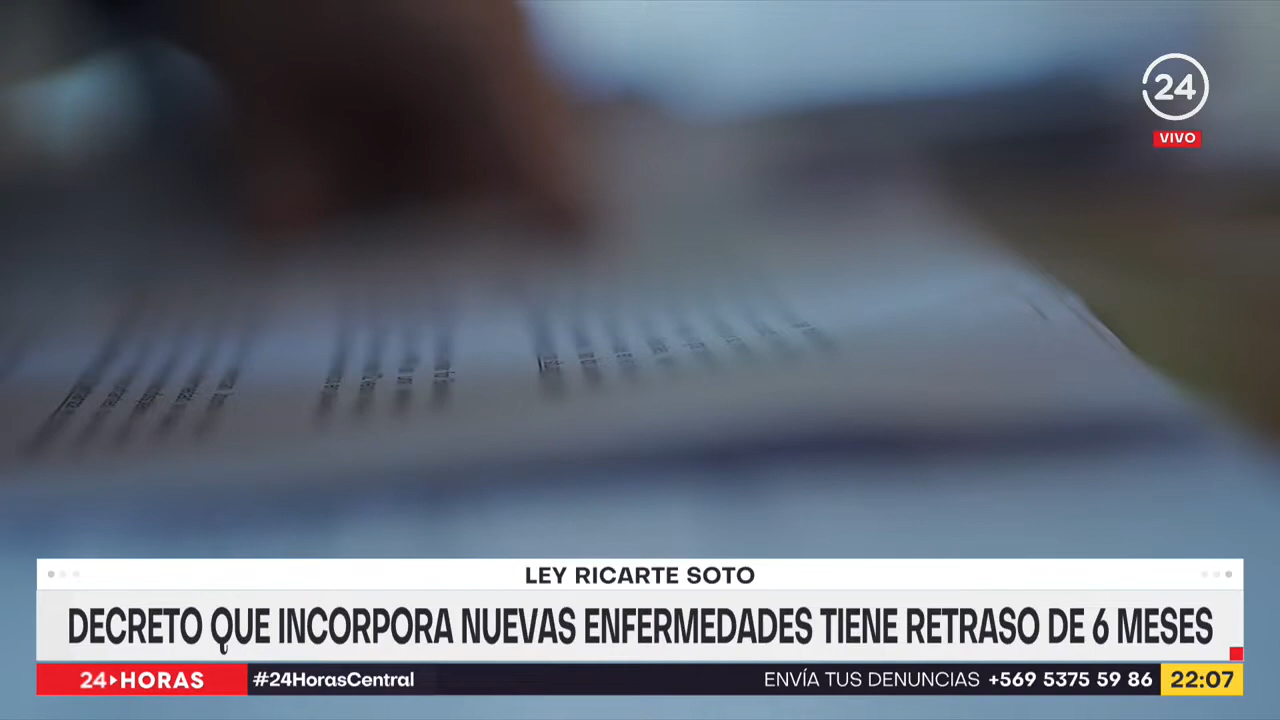 24
VIVO
LEY RICARTE SOTO
DECRETO QUE INCORPORA NUEVAS ENFERMEDADES TIENE RETRASO DE 6 MESES
24 HORAS #24HorasCentral ENVÍA TUS DENUNCIAS +569 5375 59 86 22:07